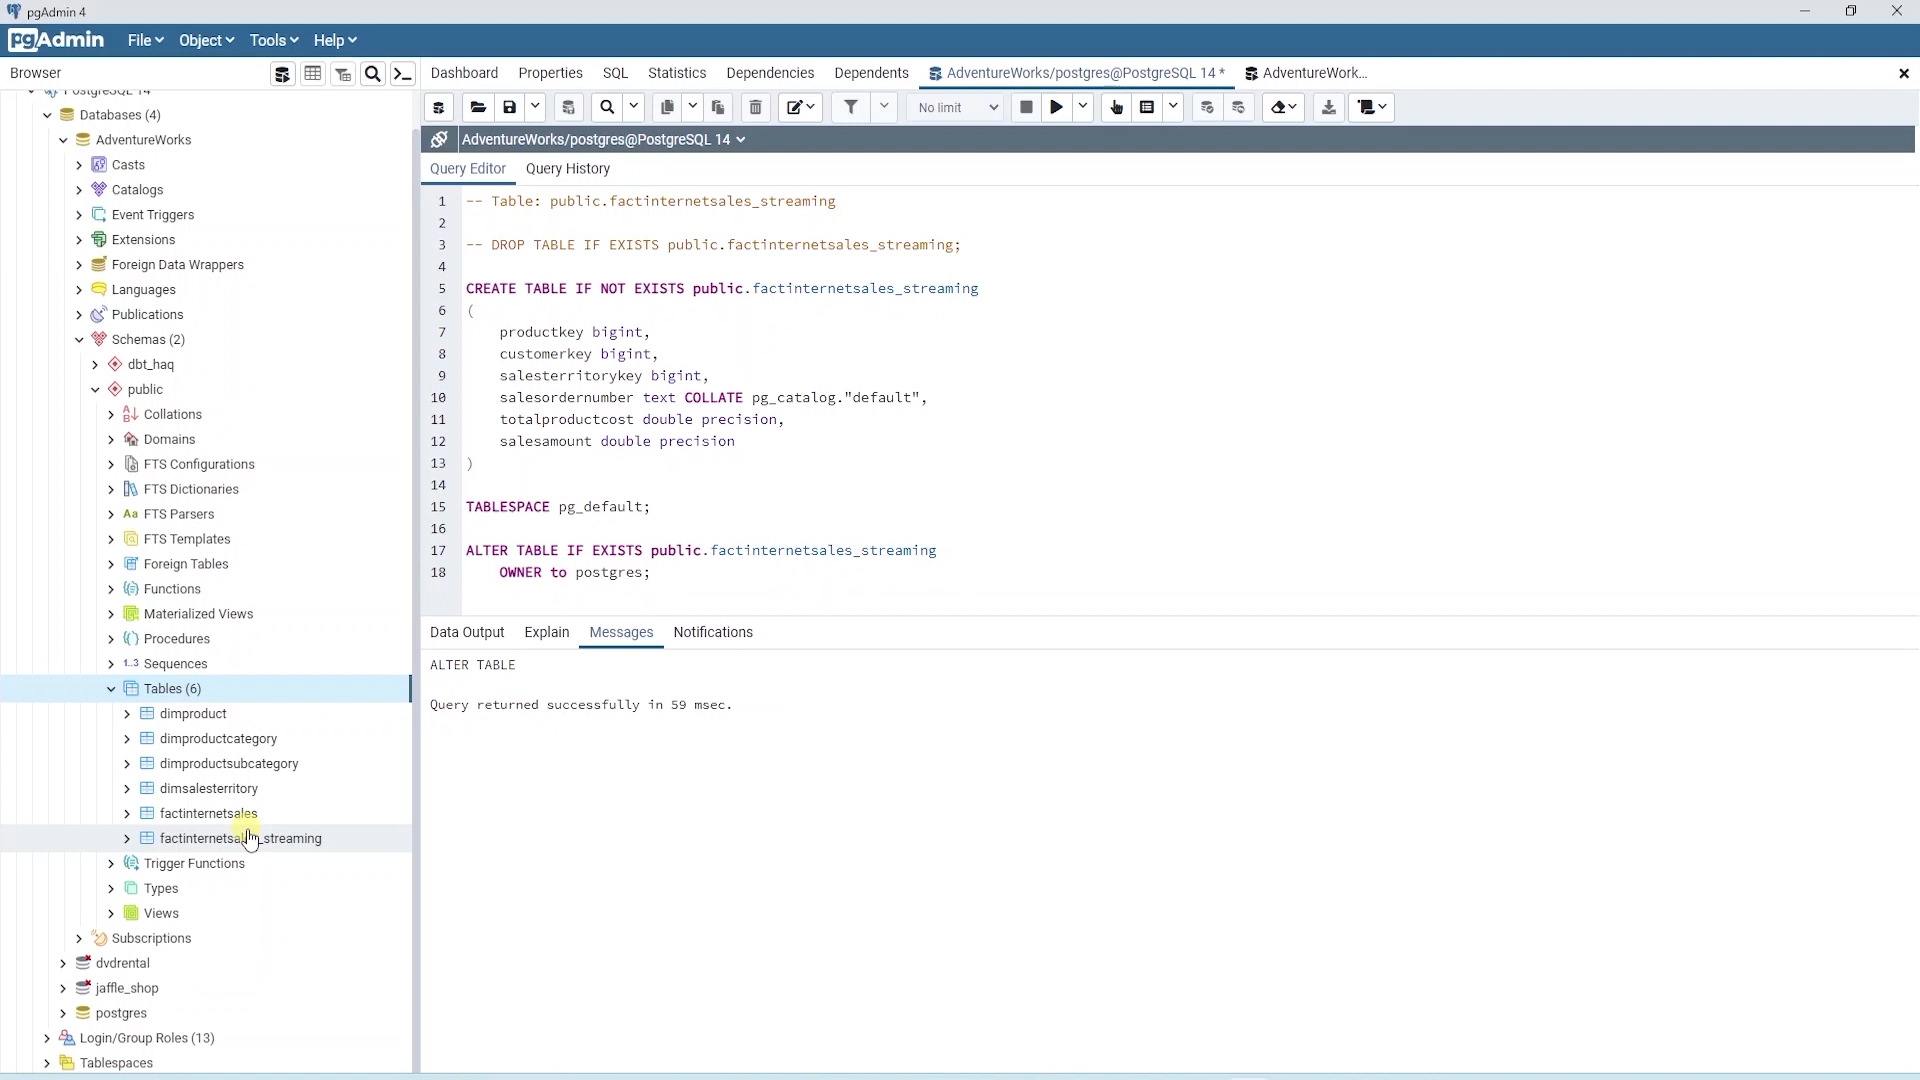 pgAdmin 4
pgAdmin File Object Tools Help
Browser
Dashboard Properties SQL Statistics Dependencies Dependents AdventureWorks/postgres@PostgreSQL 14 * AdventureWork...
No limit
PostgreSQL 14
Databases (4)
AdventureWorks
Casts
Catalogs
Event Triggers
Extensions
Foreign Data Wrappers
Languages
Publications
Schemas (2)
dbt_haq
public
Collations
Domains
FTS Configurations
FTS Dictionaries
Aa FTS Parsers
FTS Templates
Foreign Tables
Functions
Materialized Views
Procedures
1..3 Sequences
Tables (6)
dimproduct
dimproductcategory
dimproductsubcategory
dimsalesterritory
factinternetsales
factinternetsales_streaming
Trigger Functions
Types
Views
Subscriptions
dvdrental
jaffle_shop
postgres
Login/Group Roles (13)
Tablespaces
AdventureWorks/postgres@PostgreSQL 14
Query Editor Query History
1 -- Table: public.factinternetsales_streaming
2
3 -- DROP TABLE IF EXISTS public.factinternetsales_streaming;
4
5 CREATE TABLE IF NOT EXISTS public.factinternetsales_streaming
6 (
7 productkey bigint,
8 customerkey bigint,
9 salesterritorykey bigint,
10 salesordernumber text COLLATE pg_catalog."default",
11 totalproductcost double precision,
12 salesamount double precision
13 )
14
15 TABLESPACE pg_default;
16
17 ALTER TABLE IF EXISTS public.factinternetsales_streaming
18 OWNER to postgres;
Data Output Explain Messages Notifications
ALTER TABLE
Query returned successfully in 59 msec.